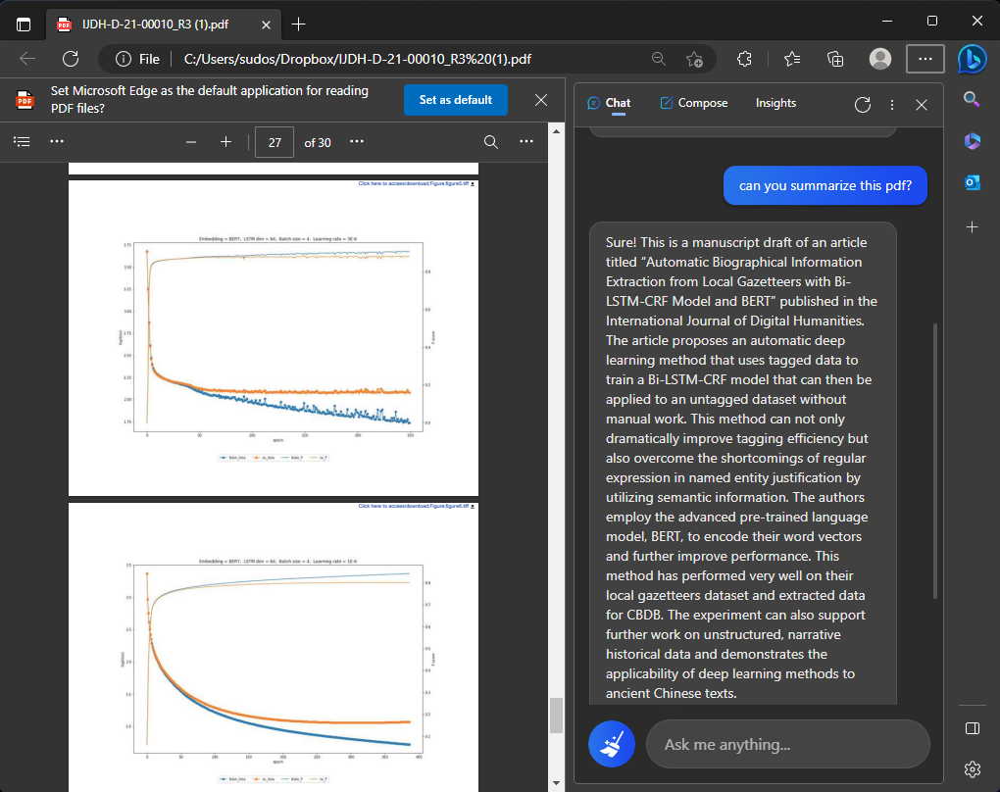 IJDH-D-21-00010_R3 (1).pdf
File
C:/Users/sudos/Dropbox/IJDH-D-21-00010_R3%20(1).pdf
Set Microsoft Edge as the default application for reading
PDF files?
Set as default
27
of 30
Click here to access/download;Figure;figure5.tiff
Embedding = BERT, LSTM dim = 64, Batch size = 4, Learning rate = 3E-6
3.75
3.50
3.25
3.00
2.75
2.50
2.25
2.00
1.75
log(loss)
0.8
0.6
0.4
0.2
0.0
F-score
0
50
100
150
200
250
epoch
train_loss
cv_loss
train_f
cv_f
Click here to access/download;Figure;figure6.tiff
Embedding = BERT, LSTM dim = 64, Batch size = 4, Learning rate = 1E-6
3.5
3.0
2.5
2.0
1.5
1.0
log(loss)
0.8
0.7
0.6
0.5
0.4
0.3
0.2
0.1
F-score
0
50
100
150
200
250
300
350
400
epoch
train_loss
cv_loss
train_f
cv_f
Chat
Compose
Insights
can you summarize this pdf?
Sure! This is a manuscript draft of an article
titled “Automatic Biographical Information
Extraction from Local Gazetteers with Bi-
LSTM-CRF Model and BERT” published in the
International Journal of Digital Humanities.
The article proposes an automatic deep
learning method that uses tagged data to
train a Bi-LSTM-CRF model that can then be
applied to an untagged dataset without
manual work. This method can not only
dramatically improve tagging efficiency but
also overcome the shortcomings of regular
expression in named entity justification by
utilizing semantic information. The authors
employ the advanced pre-trained language
model, BERT, to encode their word vectors
and further improve performance. This
method has performed very well on their
local gazetteers dataset and extracted data
for CBDB. The experiment can also support
further work on unstructured, narrative
historical data and demonstrates the
applicability of deep learning methods to
ancient Chinese texts.
Ask me anything...